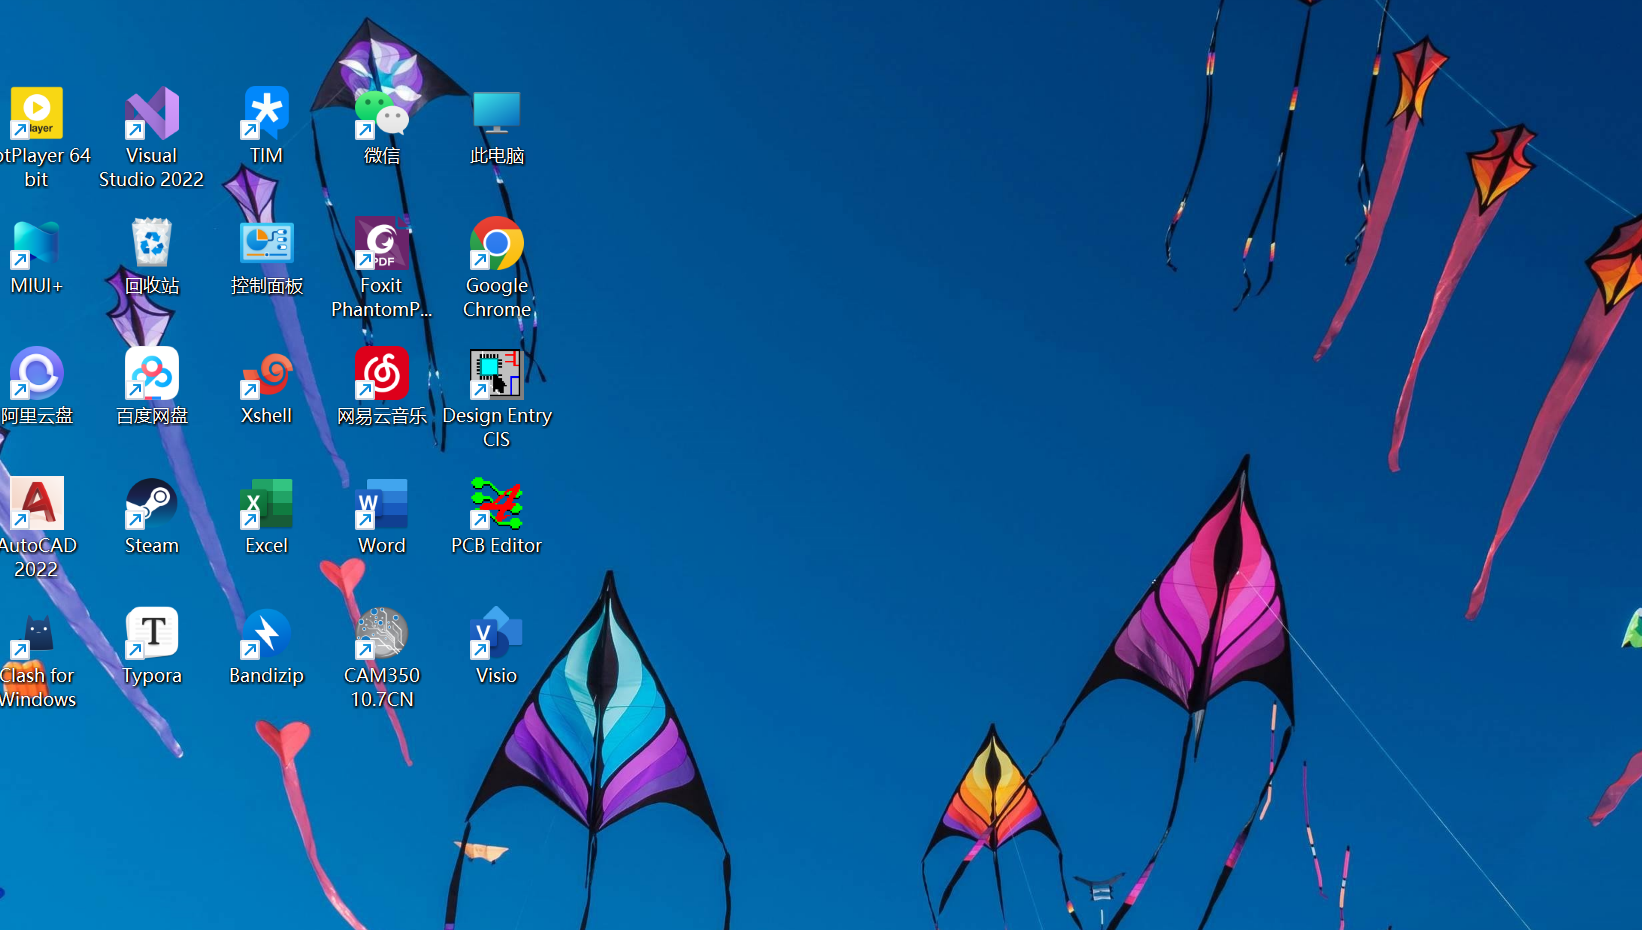 otPlayer 64
bit
Visual
Studio 2022
TIM
微信
此电脑
MIUI+
回收站
控制面板
PDF
Foxit
PhantomP...
Google
Chrome
阿里云盘
百度网盘
Xshell
网易云音乐
Design Entry
CIS
AutoCAD
2022
Steam
X
Excel
W
Word
PCB Editor
Clash for
Windows
T
Typora
Bandizip
CAM350
10.7CN
V
Visio